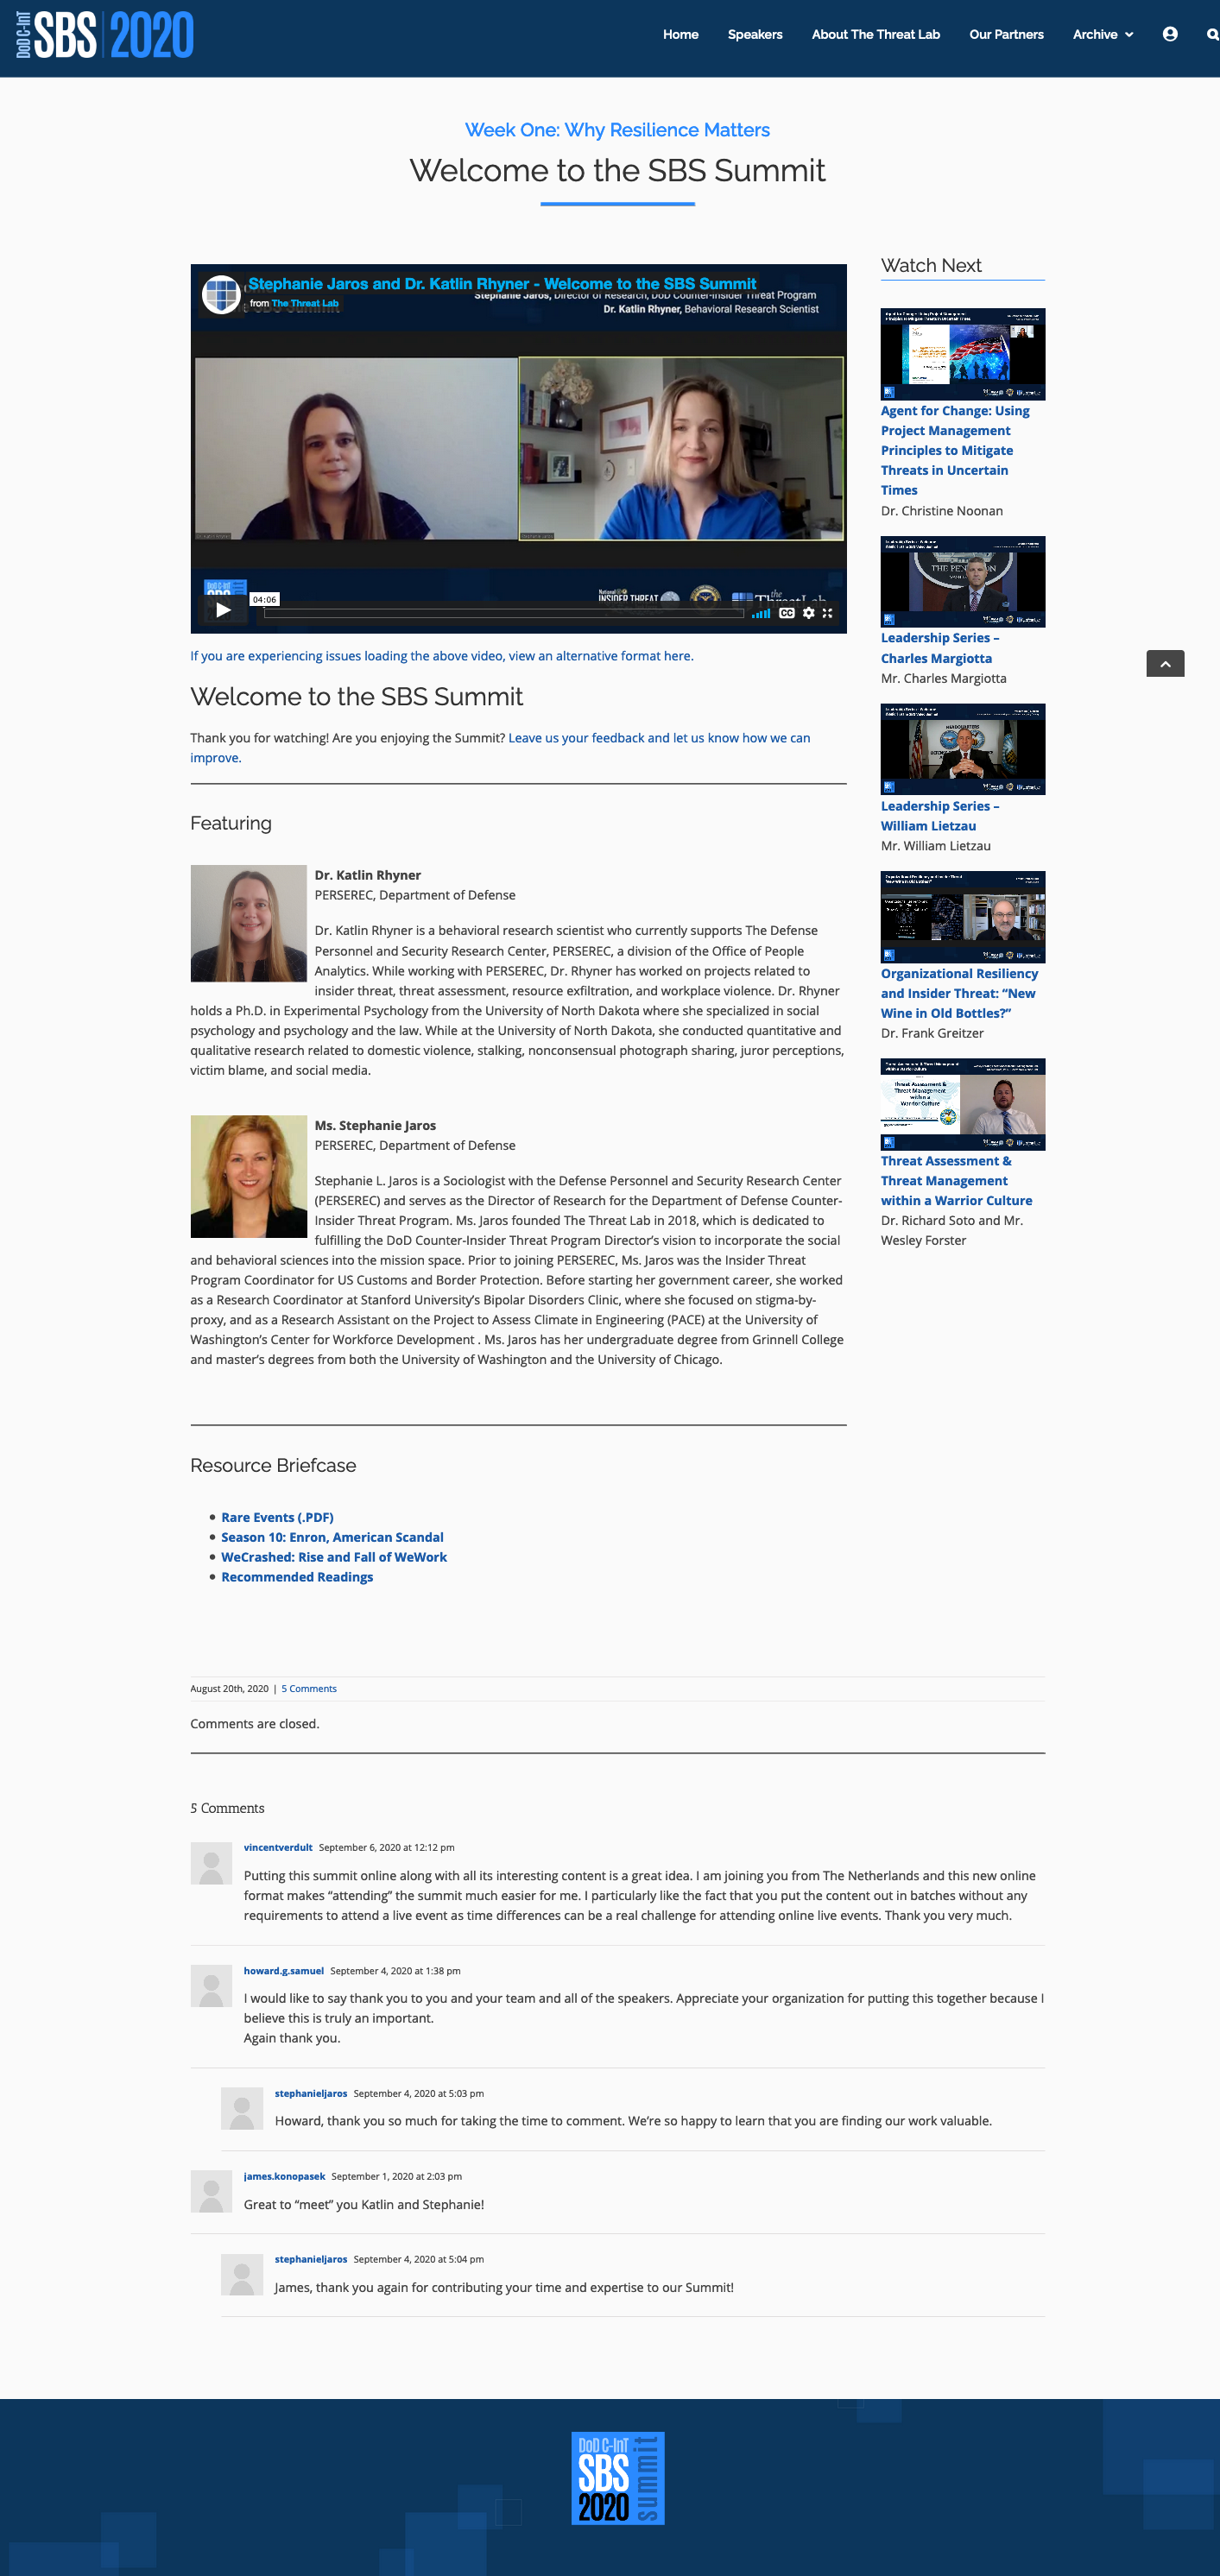 DoD C-InT
SBS 2020
Home Speakers About The Threat Lab Our Partners Archive
Week One: Why Resilience Matters
Welcome to the SBS Summit
Stephanie Jaros and Dr. Katlin Rhyner - Welcome to the SBS Summit
from The Threat Lab
Stephanie Jaros, Director of Research, DoD Counter-Insider Threat Program
Dr. Katlin Rhyner, Behavioral Research Scientist
INSIDER THREAT
theThreatLab
04:06
CC
If you are experiencing issues loading the above video, view an alternative format here.
Welcome to the SBS Summit
Thank you for watching! Are you enjoying the Summit? Leave us your feedback and let us know how we can
improve.
Featuring
Dr. Katlin Rhyner
PERSEREC, Department of Defense
Dr. Katlin Rhyner is a behavioral research scientist who currently supports The Defense
Personnel and Security Research Center, PERSEREC, a division of the Office of People
Analytics. While working with PERSEREC, Dr. Rhyner has worked on projects related to
insider threat, threat assessment, resource exfiltration, and workplace violence. Dr. Rhyner
holds a Ph.D. in Experimental Psychology from the University of North Dakota where she specialized in social
psychology and psychology and the law. While at the University of North Dakota, she conducted quantitative and
qualitative research related to domestic violence, stalking, nonconsensual photograph sharing, juror perceptions,
victim blame, and social media.
Ms. Stephanie Jaros
PERSEREC, Department of Defense
Stephanie L. Jaros is a Sociologist with the Defense Personnel and Security Research Center
(PERSEREC) and serves as the Director of Research for the Department of Defense Counter-
Insider Threat Program. Ms. Jaros founded The Threat Lab in 2018, which is dedicated to
fulfilling the DoD Counter-Insider Threat Program Director’s vision to incorporate the social
and behavioral sciences into the mission space. Prior to joining PERSEREC, Ms. Jaros was the Insider Threat
Program Coordinator for US Customs and Border Protection. Before starting her government career, she worked
as a Research Coordinator at Stanford University’s Bipolar Disorders Clinic, where she focused on stigma-by-
proxy, and as a Research Assistant on the Project to Assess Climate in Engineering (PACE) at the University of
Washington’s Center for Workforce Development . Ms. Jaros has her undergraduate degree from Grinnell College
and master’s degrees from both the University of Washington and the University of Chicago.
Resource Briefcase
Rare Events (.PDF)
Season 10: Enron, American Scandal
WeCrashed: Rise and Fall of WeWork
Recommended Readings
Watch Next
Agent for Change: Using
Project Management
Principles to Mitigate
Threats in Uncertain
Times
Dr. Christine Noonan
THE PENTAGON
Leadership Series –
Charles Margiotta
Mr. Charles Margiotta
HEADQUARTERS
Leadership Series –
William Lietzau
Mr. William Lietzau
Organizational Resiliency
and Insider Threat: “New
Wine in Old Bottles?”
Dr. Frank Greitzer
Threat Assessment &
Threat Management
within a
Warrior Culture
Threat Assessment &
Threat Management
within a Warrior Culture
Dr. Richard Soto and Mr.
Wesley Forster
August 20th, 2020 | 5 Comments
Comments are closed.
5 Comments
vincentverdult September 6, 2020 at 12:12 pm
Putting this summit online along with all its interesting content is a great idea. I am joining you from The Netherlands and this new online
format makes “attending” the summit much easier for me. I particularly like the fact that you put the content out in batches without any
requirements to attend a live event as time differences can be a real challenge for attending online live events. Thank you very much.
howard.g.samuel September 4, 2020 at 1:38 pm
I would like to say thank you to you and your team and all of the speakers. Appreciate your organization for putting this together because I
believe this is truly an important.
Again thank you.
stephanieljaros September 4, 2020 at 5:03 pm
Howard, thank you so much for taking the time to comment. We’re so happy to learn that you are finding our work valuable.
james.konopasek September 1, 2020 at 2:03 pm
Great to “meet” you Katlin and Stephanie!
stephanieljaros September 4, 2020 at 5:04 pm
James, thank you again for contributing your time and expertise to our Summit!
DoD C-InT
SBS
2020
summit